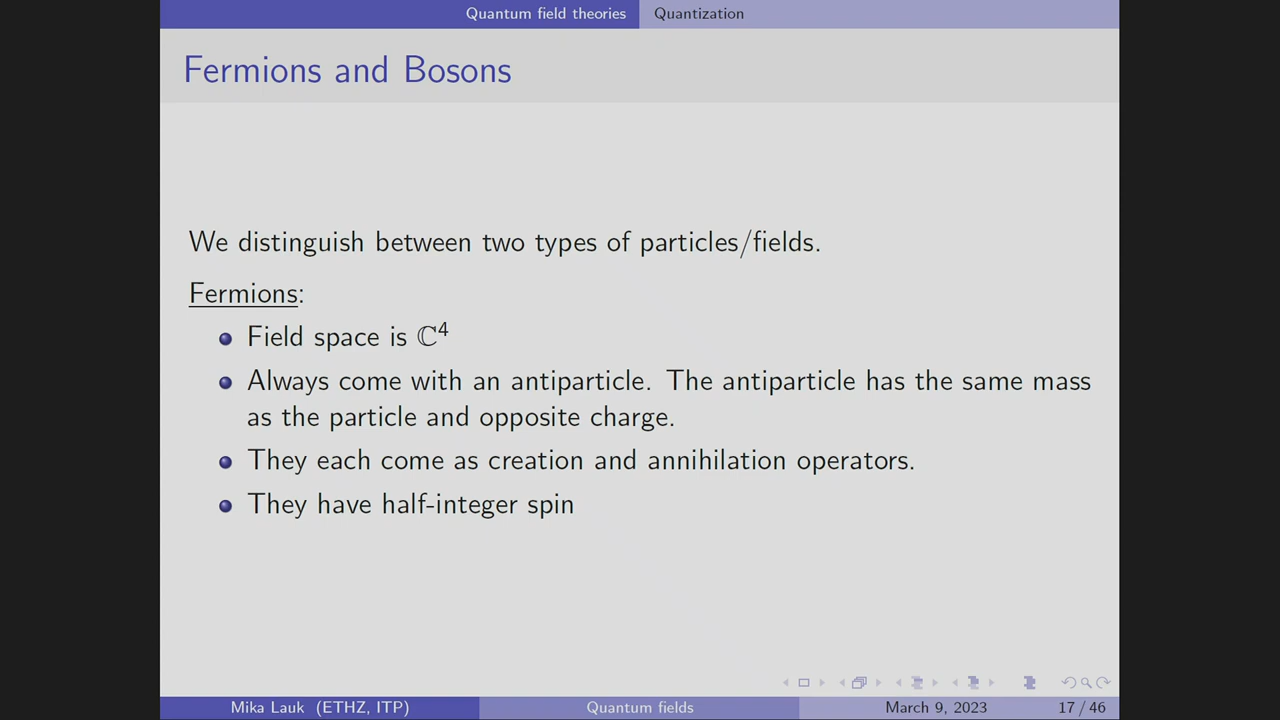 Quantum field theories Quantization
Fermions and Bosons
We distinguish between two types of particles/fields.
Fermions:
Field space is ℂ⁴
Always come with an antiparticle. The antiparticle has the same mass
as the particle and opposite charge.
They each come as creation and annihilation operators.
They have half-integer spin
Mika Lauk (ETHZ, ITP) Quantum fields March 9, 2023 17 / 46